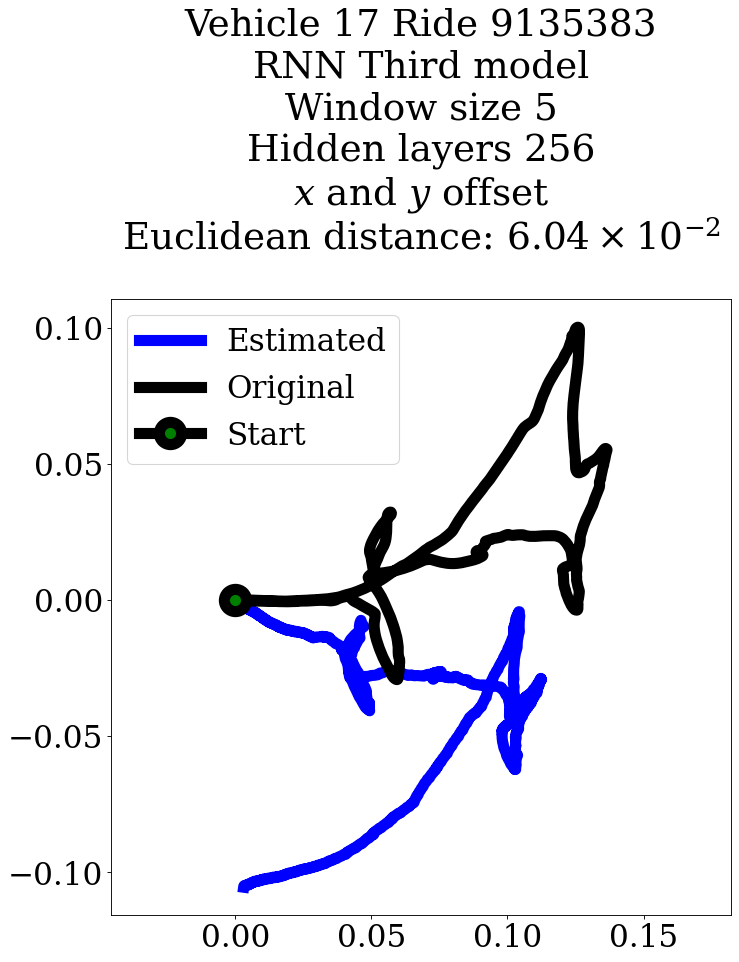 Vehicle 17 Ride 9135383
RNN Third model
Window size 5
Hidden layers 256
x and y offset
Euclidean distance: 6.04 × 10⁻²
Estimated
Original
Start
0.10
0.05
0.00
−0.05
−0.10
0.00 0.05 0.10 0.15